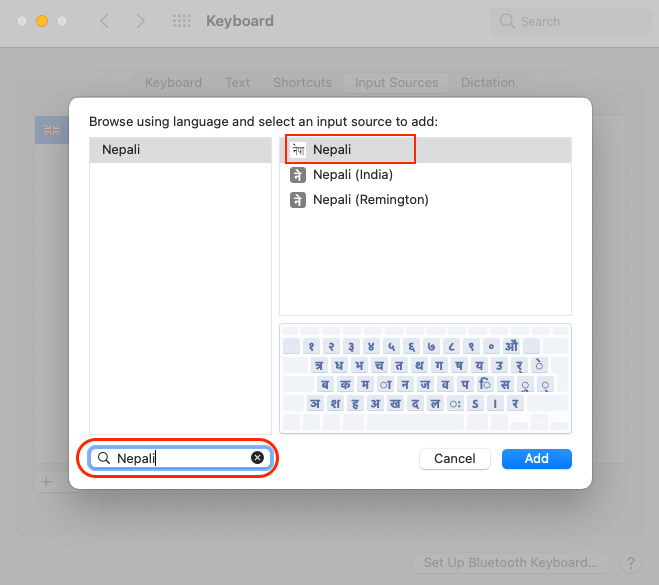 Keyboard
Search
Keyboard Text Shortcuts Input Sources Dictation
Browse using language and select an input source to add:
Nepali
नेपा Nepali
ने Nepali (India)
ने Nepali (Remington)
१ २ ३ ४ ५ ६ ७ ८ ९ ० औ
त्र ध भ च त थ ग ष य उ र् े
ब क म ा न ज व प ि स ु ्
ञ श ह अ ख द ल ः ऽ । र
Nepali
Cancel Add
+
Set Up Bluetooth Keyboard... ?